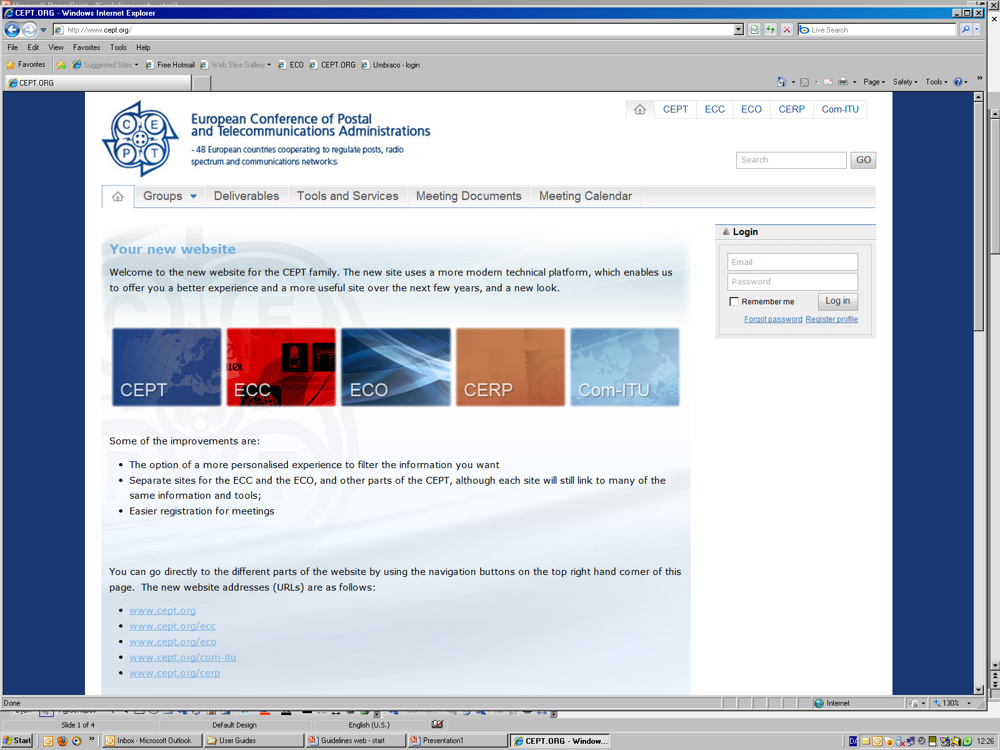 CEPT.ORG - Windows Internet Explorer
http://www.cept.org/
Live Search
File Edit View Favorites Tools Help
Favorites Suggested Sites Free Hotmail Web Slice Gallery ECO CEPT.ORG Umbraco - login
CEPT.ORG
Page Safety Tools
C E P T
European Conference of Postal
and Telecommunications Administrations
- 48 European countries cooperating to regulate posts, radio
spectrum and communications networks
CEPT ECC ECO CERP Com-ITU
Search GO
Groups Deliverables Tools and Services Meeting Documents Meeting Calendar
Your new website
Welcome to the new website for the CEPT family. The new site uses a more modern technical platform, which enables us
to offer you a better experience and a more useful site over the next few years, and a new look.
Login
Email
Password
Remember me Log in
Forgot password Register profile
CEPT ECC ECO CERP Com-ITU
Some of the improvements are:
• The option of a more personalised experience to filter the information you want
• Separate sites for the ECC and the ECO, and other parts of the CEPT, although each site will still link to many of the
same information and tools;
• Easier registration for meetings
You can go directly to the different parts of the website by using the navigation buttons on the top right hand corner of this
page. The new website addresses (URLs) are as follows:
• www.cept.org
• www.cept.org/ecc
• www.cept.org/eco
• www.cept.org/com-itu
• www.cept.org/cerp
Done Internet 130%
Slide 1 of 4 Default Design English (U.S.)
Start Inbox - Microsoft Outlook User Guides Guidelines web - start Presentation1 CEPT.ORG - Window... DA 12:26